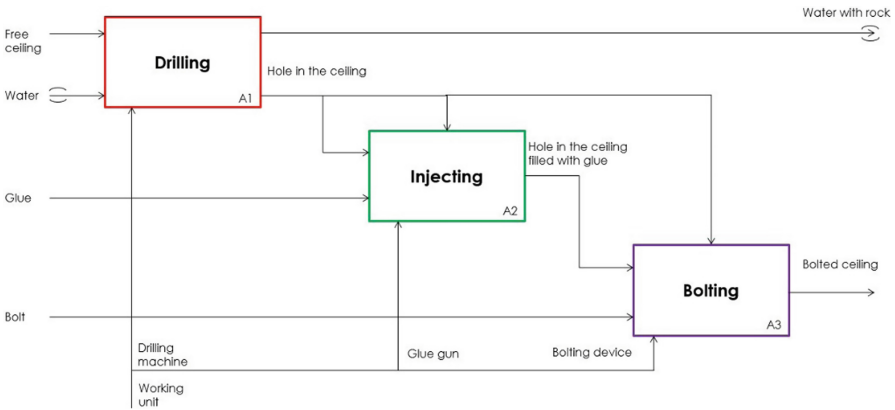 Water with rock
Free
ceiling
Drilling
Hole in the ceiling
Water
A1
Hole in the ceiling
filled with glue
Injecting
Glue
A2
Bolted ceiling
Bolting
Bolt
A3
Drilling
machine
Glue gun
Bolting device
Working
unit